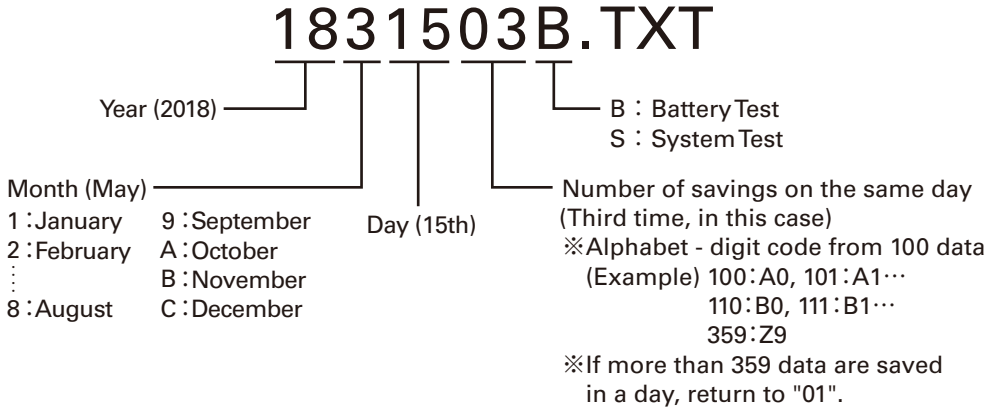 1831503B.TXT
Year (2018)
B : Battery Test
S : System Test
Month (May)
1 : January 9 : September
2 : February A : October
⋮ B : November
8 : August C : December
Day (15th)
Number of savings on the same day
(Third time, in this case)
※Alphabet - digit code from 100 data
(Example) 100:A0, 101:A1…
110:B0, 111:B1…
359:Z9
※If more than 359 data are saved
in a day, return to "01".